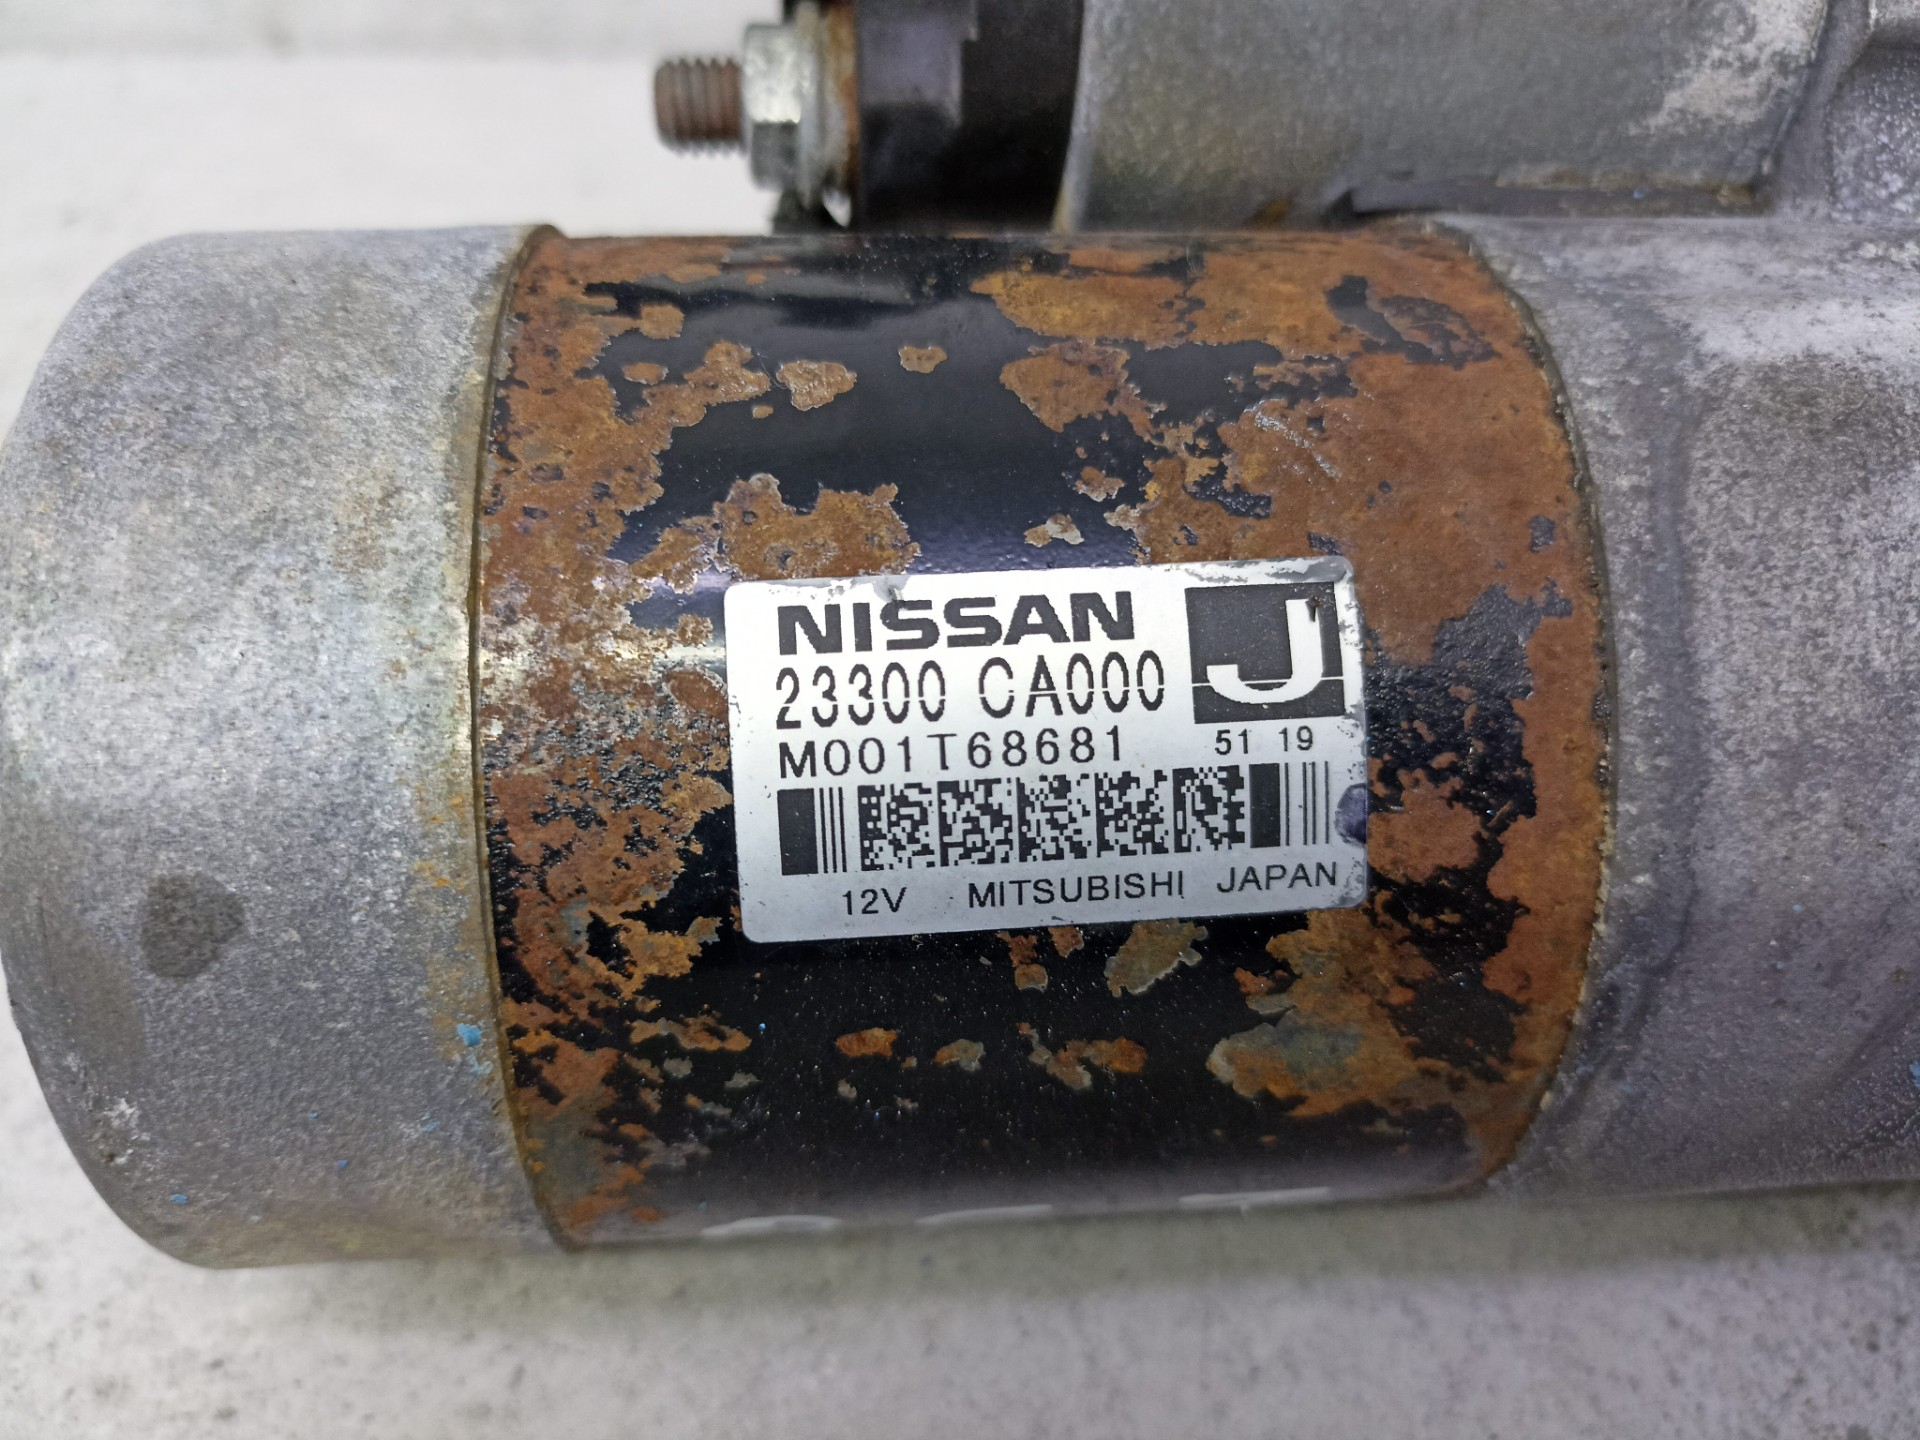 NISSAN J
23300 CA000
M001T68681 51 19
12V MITSUBISHI JAPAN